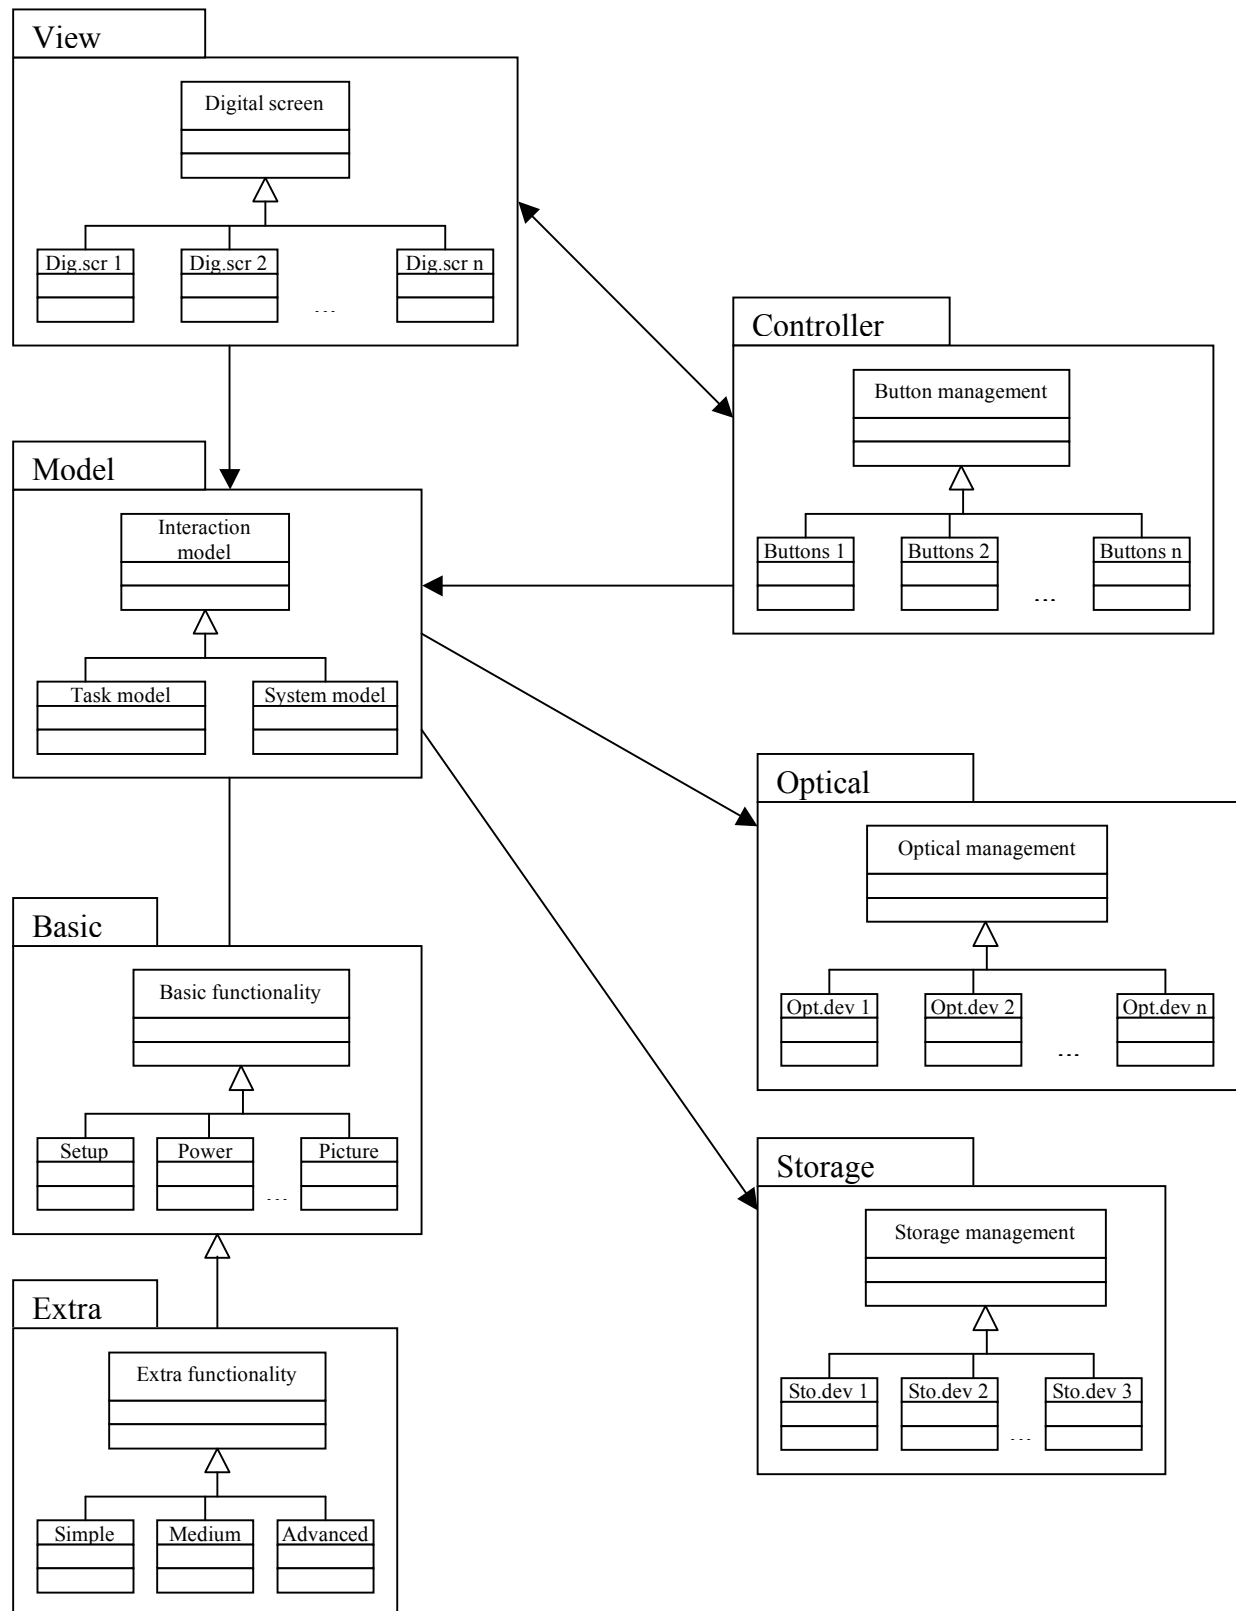 View
Digital screen
Dig.scr 1
Dig.scr 2
Dig.scr n
...
Controller
Button management
Buttons 1
Buttons 2
Buttons n
...
Model
Interaction
model
Task model
System model
Optical
Optical management
Opt.dev 1
Opt.dev 2
Opt.dev n
...
Basic
Basic functionality
Setup
Power
Picture
...
Storage
Storage management
Sto.dev 1
Sto.dev 2
Sto.dev 3
...
Extra
Extra functionality
Simple
Medium
Advanced